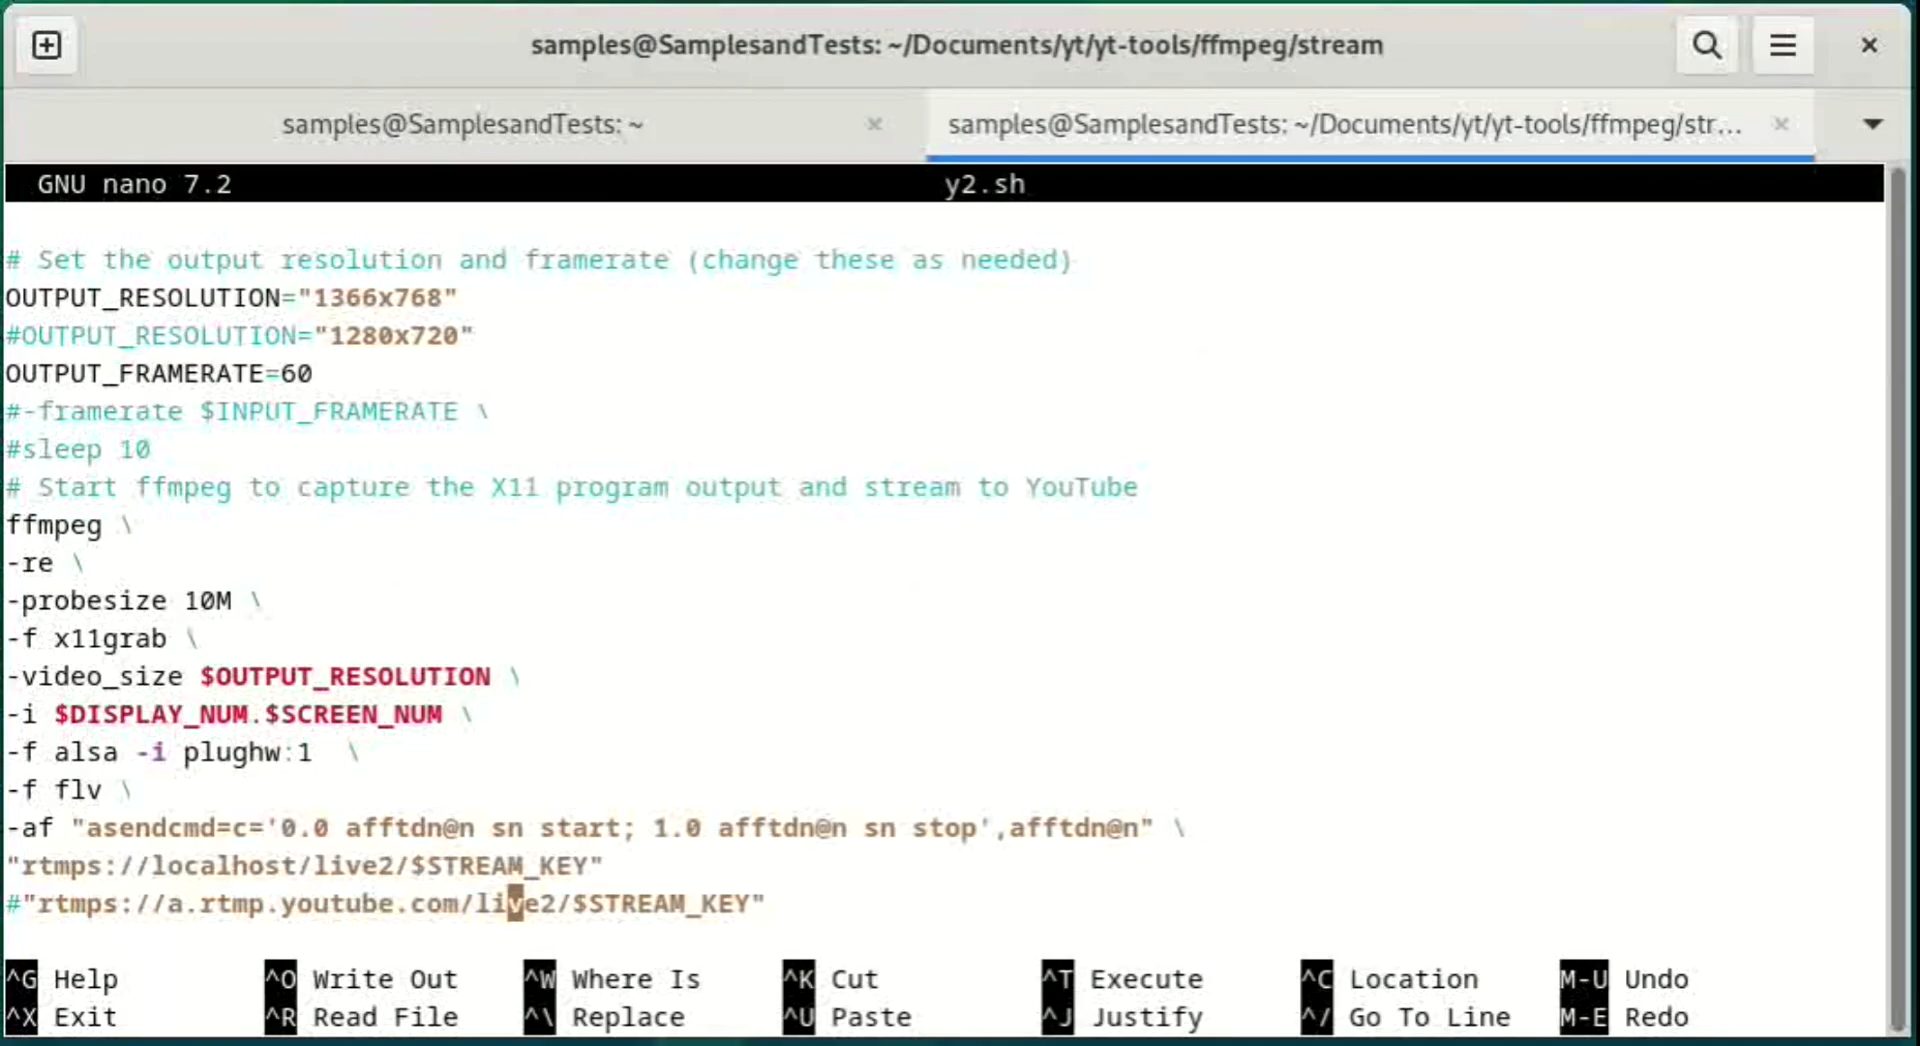 samples@SamplesandTests: ~/Documents/yt/yt-tools/ffmpeg/stream
samples@SamplesandTests: ~
samples@SamplesandTests: ~/Documents/yt/yt-tools/ffmpeg/str...
GNU nano 7.2 y2.sh
# Set the output resolution and framerate (change these as needed)
OUTPUT_RESOLUTION="1366x768"
#OUTPUT_RESOLUTION="1280x720"
OUTPUT_FRAMERATE=60
#-framerate $INPUT_FRAMERATE \
#sleep 10
# Start ffmpeg to capture the X11 program output and stream to YouTube
ffmpeg \
-re \
-probesize 10M \
-f x11grab \
-video_size $OUTPUT_RESOLUTION \
-i $DISPLAY_NUM.$SCREEN_NUM \
-f alsa -i plughw:1  \
-f flv \
-af "asendcmd=c='0.0 afftdn@n sn start; 1.0 afftdn@n sn stop',afftdn@n" \
"rtmps://localhost/live2/$STREAM_KEY"
#"rtmps://a.rtmp.youtube.com/live2/$STREAM_KEY"
^G Help ^O Write Out ^W Where Is ^K Cut ^T Execute ^C Location M-U Undo
^X Exit ^R Read File ^\ Replace ^U Paste ^J Justify ^/ Go To Line M-E Redo